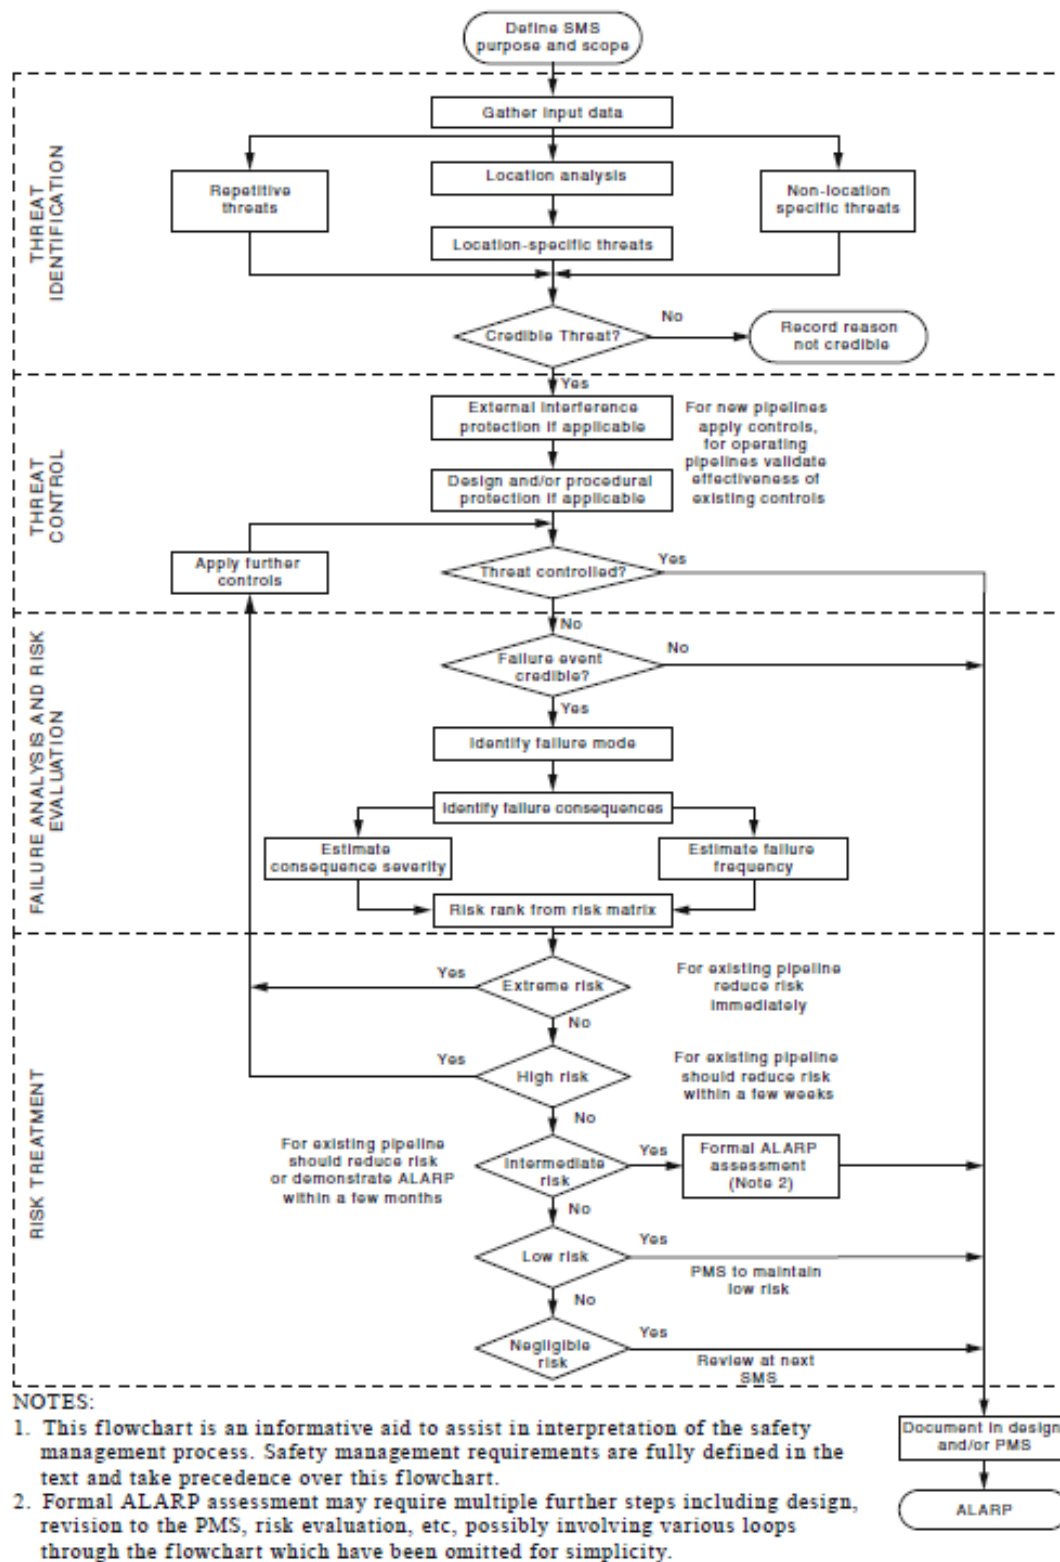 Define SMS
purpose and scope
THREAT
IDENTIFICATION
Gather input data
Repetitive
threats
Location analysis
Non-location
specific threats
Location-specific threats
Credible Threat?
No
Record reason
not credible
Yes
THREAT
CONTROL
External interference
protection if applicable
For new pipelines
apply controls,
for operating
pipelines validate
effectiveness of
existing controls
Design and/or procedural
protection if applicable
Apply further
controls
Threat controlled?
Yes
No
FAILURE ANALYSIS AND RISK
EVALUATION
Failure event
credible?
No
Yes
Identify failure mode
Identify failure consequences
Estimate
consequence severity
Estimate failure
frequency
Risk rank from risk matrix
RISK TREATMENT
Yes
Extreme risk
For existing pipeline
reduce risk
immediately
No
Yes
High risk
For existing pipeline
should reduce risk
within a few weeks
No
For existing pipeline
should reduce risk
or demonstrate ALARP
within a few months
Intermediate
risk
Yes
Formal ALARP
assessment
(Note 2)
No
Low risk
Yes
PMS to maintain
low risk
No
Negligible
risk
Yes
Review at next
SMS
NOTES:
1. This flowchart is an informative aid to assist in interpretation of the safety
management process. Safety management requirements are fully defined in the
text and take precedence over this flowchart.
2. Formal ALARP assessment may require multiple further steps including design,
revision to the PMS, risk evaluation, etc, possibly involving various loops
through the flowchart which have been omitted for simplicity.
Document in design
and/or PMS
ALARP